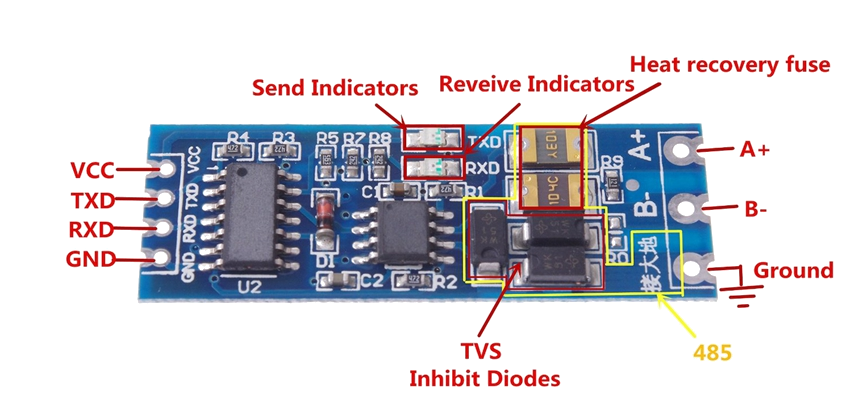 Heat recovery fuse
Send Indicators
Reveive Indicators
R4
R3
R5
R7
R8
TXD
RXD
A+
A+
VCC
VCC
TXD
TXD
RXD
RXD
GND
GND
C1
R1
R9
104C
B-
B-
D1
U2
C2
R2
接大地
Ground
TVS
Inhibit Diodes
485